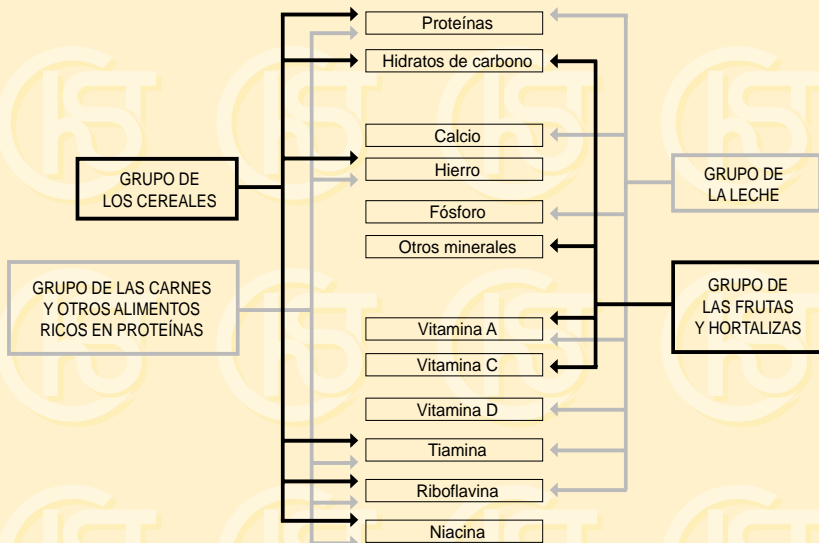 Proteínas
Hidratos de carbono
Calcio
Hierro
Fósforo
Otros minerales
Vitamina A
Vitamina C
Vitamina D
Tiamina
Riboflavina
Niacina
GRUPO DE
LOS CEREALES
GRUPO DE LAS CARNES
Y OTROS ALIMENTOS
RICOS EN PROTEÍNAS
GRUPO DE
LA LECHE
GRUPO DE
LAS FRUTAS
Y HORTALIZAS